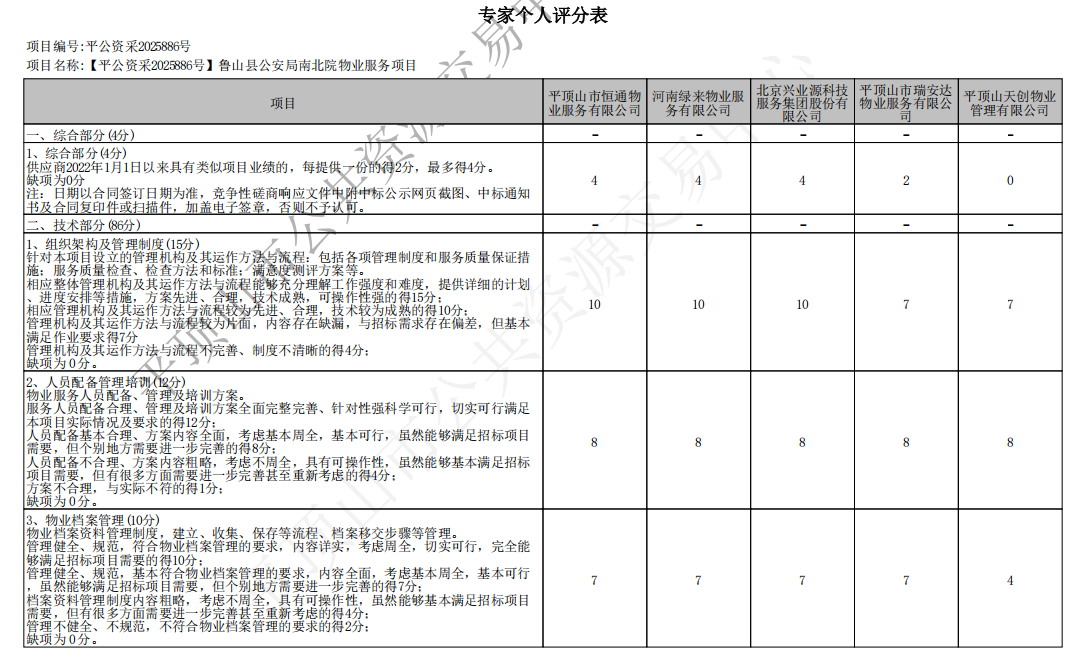 专家个人评分表
项目编号:平公资采2025886号
项目名称:【平公资采2025886号】鲁山县公安局南北院物业服务项目
项目
平顶山市恒通物
业服务有限公司
河南绿来物业服
务有限公司
北京兴业源科技
服务集团股份有
限公司
平顶山市瑞安达
物业服务有限公
司
平顶山天创物业
管理有限公司
一、综合部分(4分)
- - - - -
1、综合部分(4分)
供应商2022年1月1日以来具有类似项目业绩的，每提供一份的得2分，最多得4分。
缺项为0分
注：日期以合同签订日期为准，竞争性磋商响应文件中附中标公示网页截图、中标通知
书及合同复印件或扫描件，加盖电子签章，否则不予认可。
4 4 4 2 0
二、技术部分(86分)
- - - - -
1、组织架构及管理制度(15分)
针对本项目设立的管理机构及其运作方法与流程：包括各项管理制度和服务质量保证措
施；服务质量检查、检查方法和标准；满意度测评方案等。
相应整体管理机构及其运作方法与流程能够充分理解工作强度和难度，提供详细的计划
、进度安排等措施，方案先进、合理，技术成熟，可操作性强的得15分；
相应管理机构及其运作方法与流程较为先进、合理，技术较为成熟的得10分；
管理机构及其运作方法与流程较为片面，内容存在缺漏，与招标需求存在偏差，但基本
满足作业要求得7分
管理机构及其运作方法与流程不完善、制度不清晰的得4分；
缺项为0分。
10 10 10 7 7
2、人员配备管理培训(12分)
物业服务人员配备、管理及培训方案。
服务人员配备合理、管理及培训方案全面完整完善、针对性强科学可行，切实可行满足
本项目实际情况及要求的得12分；
人员配备基本合理、方案内容全面，考虑基本周全，基本可行，虽然能够满足招标项目
需要，但个别地方需要进一步完善的得8分；
人员配备不合理、方案内容粗略，考虑不周全，具有可操作性，虽然能够基本满足招标
项目需要，但有很多方面需要进一步完善甚至重新考虑的得4分；
方案不合理，与实际不符的得1分；
缺项为0分。
8 8 8 8 8
3、物业档案管理(10分)
物业档案资料管理制度，建立、收集、保存等流程、档案移交步骤等管理。
管理健全、规范，符合物业档案管理的要求，内容详实，考虑周全，切实可行，完全能
够满足招标项目需要的得10分；
管理健全、规范，基本符合物业档案管理的要求，内容全面，考虑基本周全，基本可行
，虽然能够满足招标项目需要，但个别地方需要进一步完善的得7分；
档案资料管理制度内容粗略，考虑不周全，具有可操作性，虽然能够基本满足招标项目
需要，但有很多方面需要进一步完善甚至重新考虑的得4分；
管理不健全、不规范，不符合物业档案管理的要求的得2分；
缺项为0分。
7 7 7 7 4
平顶山市公共资源交易中
平顶山市公共资源交易中心